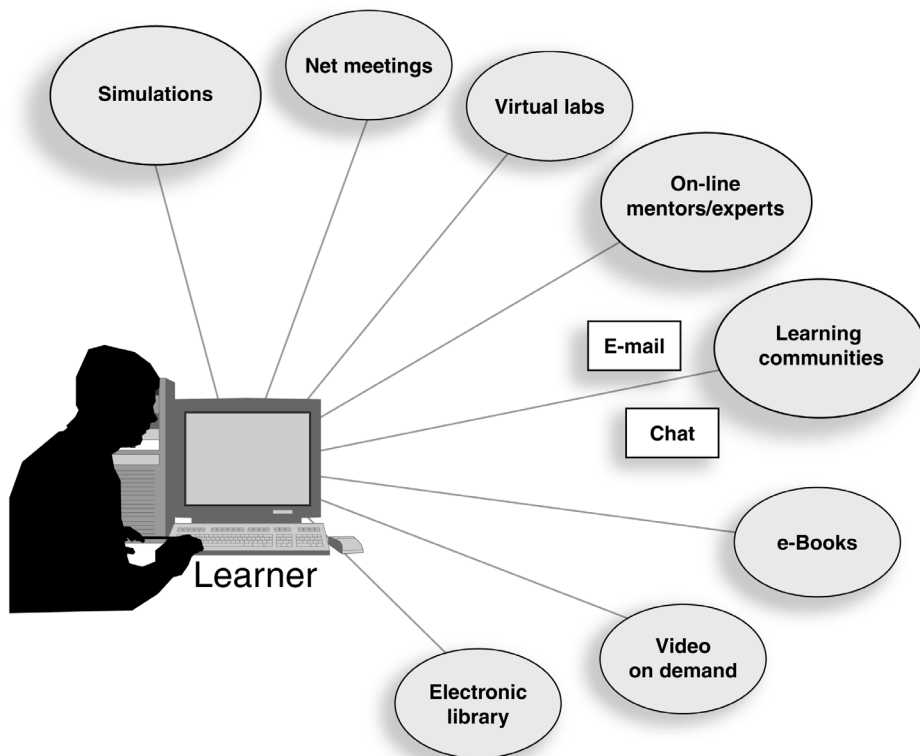 Simulations
Net meetings
Virtual labs
On-line
mentors/experts
E-mail
Learning
communities
Chat
e-Books
Learner
Video
on demand
Electronic
library